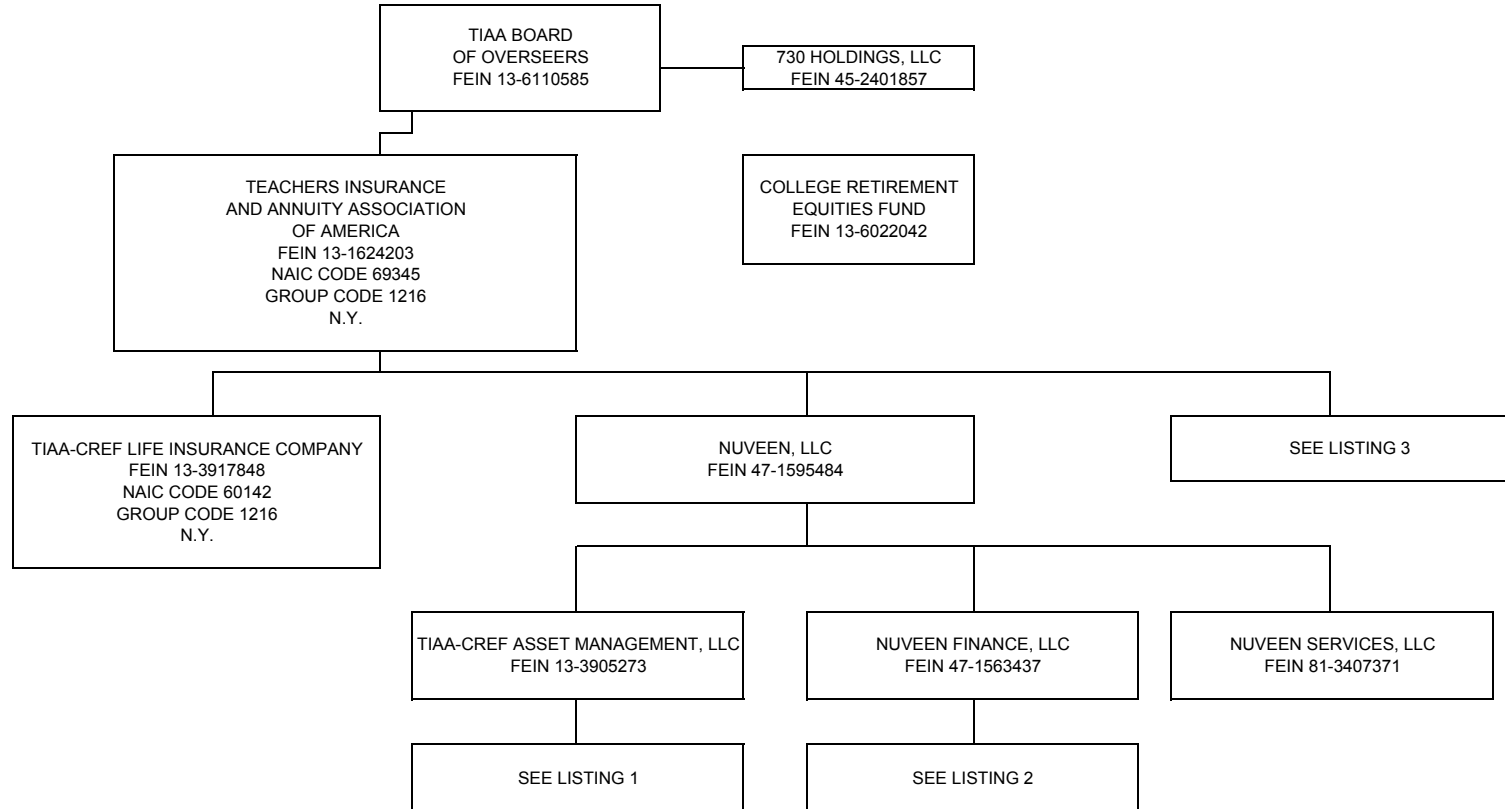 TIAA BOARD
OF OVERSEERS
FEIN 13-6110585
730 HOLDINGS, LLC
FEIN 45-2401857
TEACHERS INSURANCE
AND ANNUITY ASSOCIATION
OF AMERICA
FEIN 13-1624203
NAIC CODE 69345
GROUP CODE 1216
N.Y.
COLLEGE RETIREMENT
EQUITIES FUND
FEIN 13-6022042
TIAA-CREF LIFE INSURANCE COMPANY
FEIN 13-3917848
NAIC CODE 60142
GROUP CODE 1216
N.Y.
NUVEEN, LLC
FEIN 47-1595484
SEE LISTING 3
TIAA-CREF ASSET MANAGEMENT, LLC
FEIN 13-3905273
NUVEEN FINANCE, LLC
FEIN 47-1563437
NUVEEN SERVICES, LLC
FEIN 81-3407371
SEE LISTING 1
SEE LISTING 2